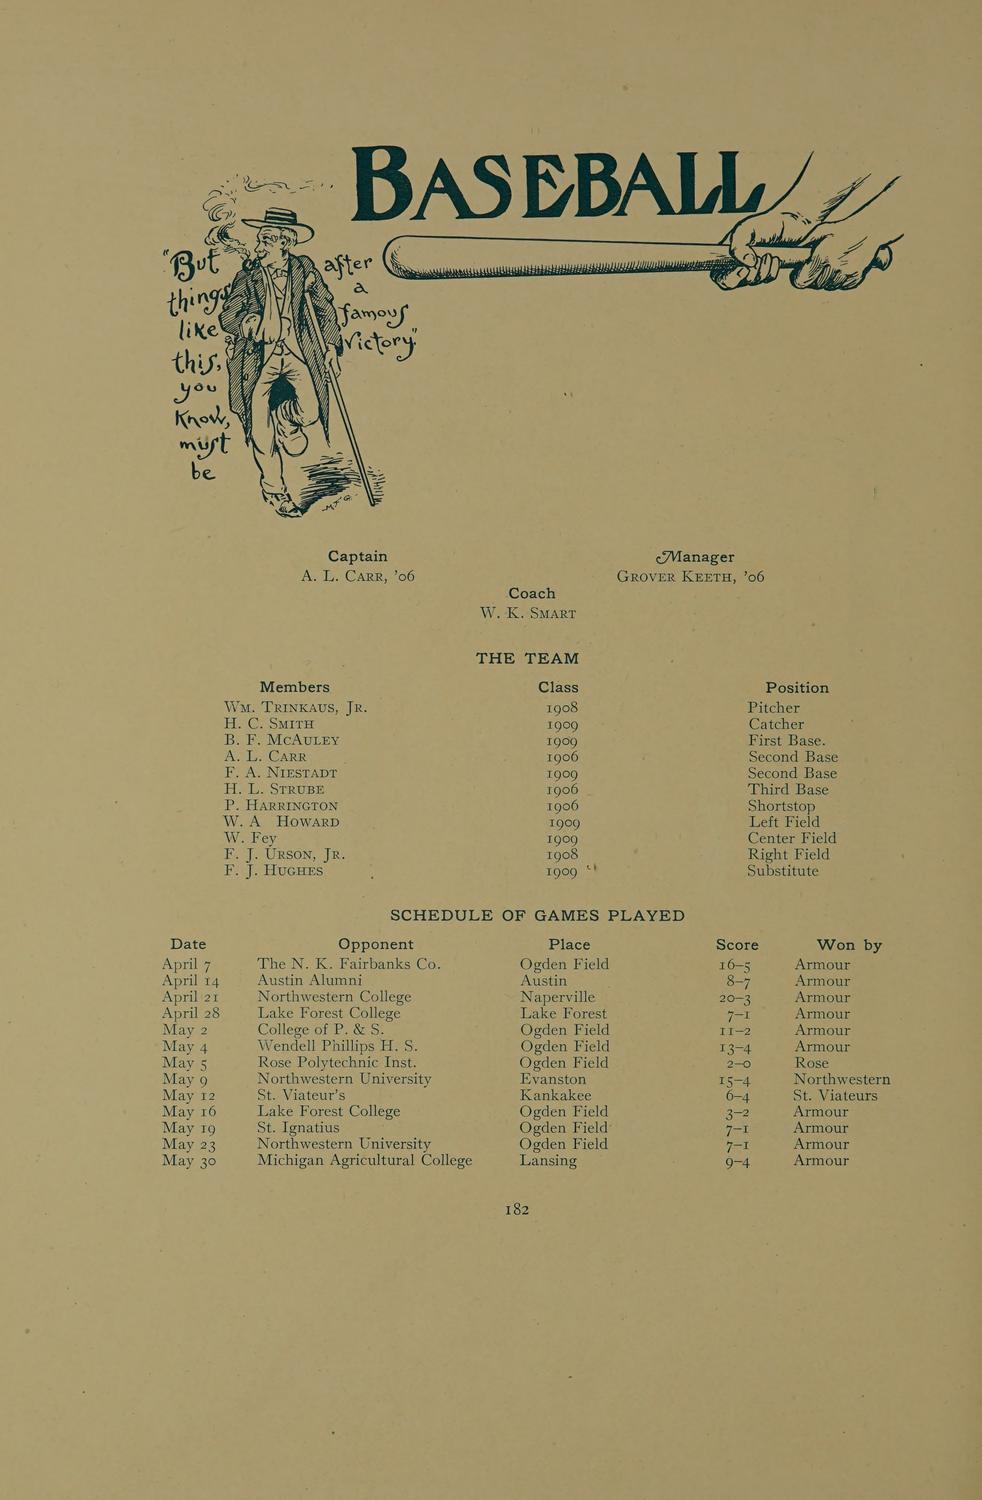 BASEBALL
"But things like this, you know, must be
after a famous victory."
M. F. G.
Captain
A. L. CARR, '06
Manager
GROVER KEETH, '06
Coach
W. K. SMART
THE TEAM
Members Class Position
WM. TRINKAUS, JR. 1908 Pitcher
H. C. SMITH 1909 Catcher
B. F. MCAULEY 1909 First Base.
A. L. CARR 1906 Second Base
F. A. NIESTADT 1909 Second Base
H. L. STRUBE 1906 Third Base
P. HARRINGTON 1906 Shortstop
W. A HOWARD 1909 Left Field
W. Fey 1909 Center Field
F. J. URSON, JR. 1908 Right Field
F. J. HUGHES 1909 Substitute
SCHEDULE OF GAMES PLAYED
Date Opponent Place Score Won by
April 7 The N. K. Fairbanks Co. Ogden Field 16–5 Armour
April 14 Austin Alumni Austin 8–7 Armour
April 21 Northwestern College Naperville 20–3 Armour
April 28 Lake Forest College Lake Forest 7–1 Armour
May 2 College of P. & S. Ogden Field 11–2 Armour
May 4 Wendell Phillips H. S. Ogden Field 13–4 Armour
May 5 Rose Polytechnic Inst. Ogden Field 2–0 Rose
May 9 Northwestern University Evanston 15–4 Northwestern
May 12 St. Viateur's Kankakee 6–4 St. Viateurs
May 16 Lake Forest College Ogden Field 3–2 Armour
May 19 St. Ignatius Ogden Field 7–1 Armour
May 23 Northwestern University Ogden Field 7–1 Armour
May 30 Michigan Agricultural College Lansing 9–4 Armour
182